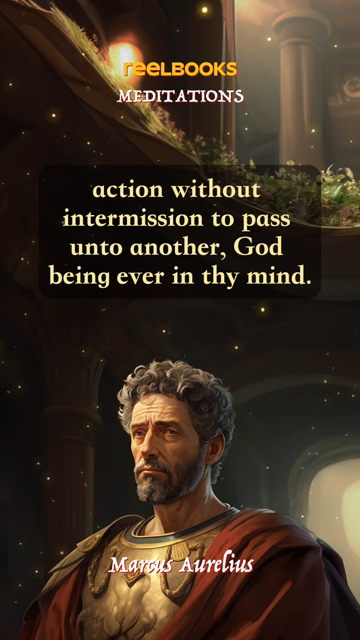 reelbooks
MEDITATIONS
action without
intermission to pass
unto another, God
being ever in thy mind.
Marcus Aurelius